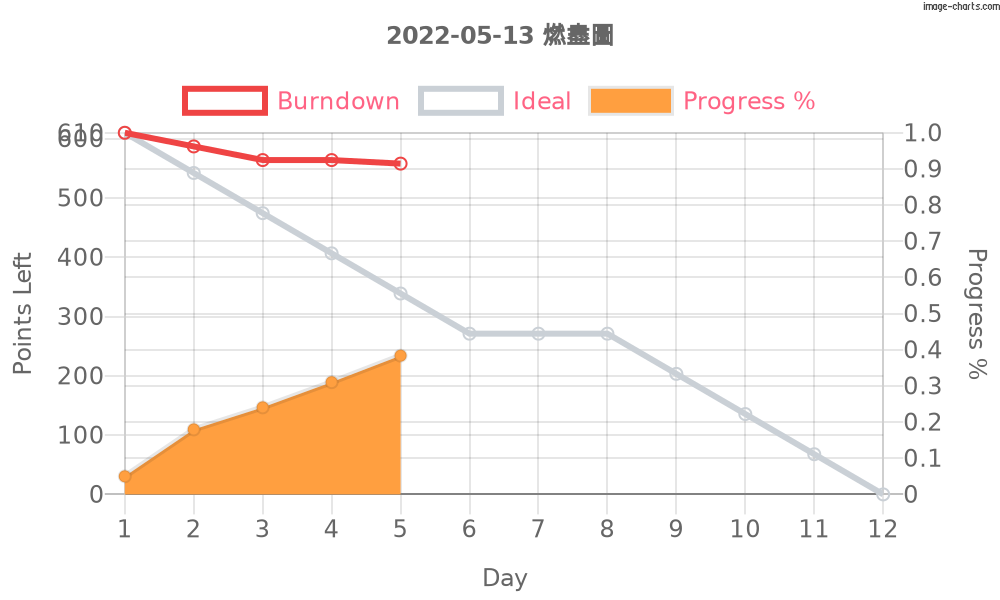 image-charts.com
2022-05-13 燃盡圖
Burndown Ideal Progress %
610 1.0
600
0.9
500 0.8
0.7
400 0.6
300 0.5
0.4
200 0.3
0.2
100 0.1
0 0
1 2 3 4 5 6 7 8 9 10 11 12
Points Left
Progress %
Day